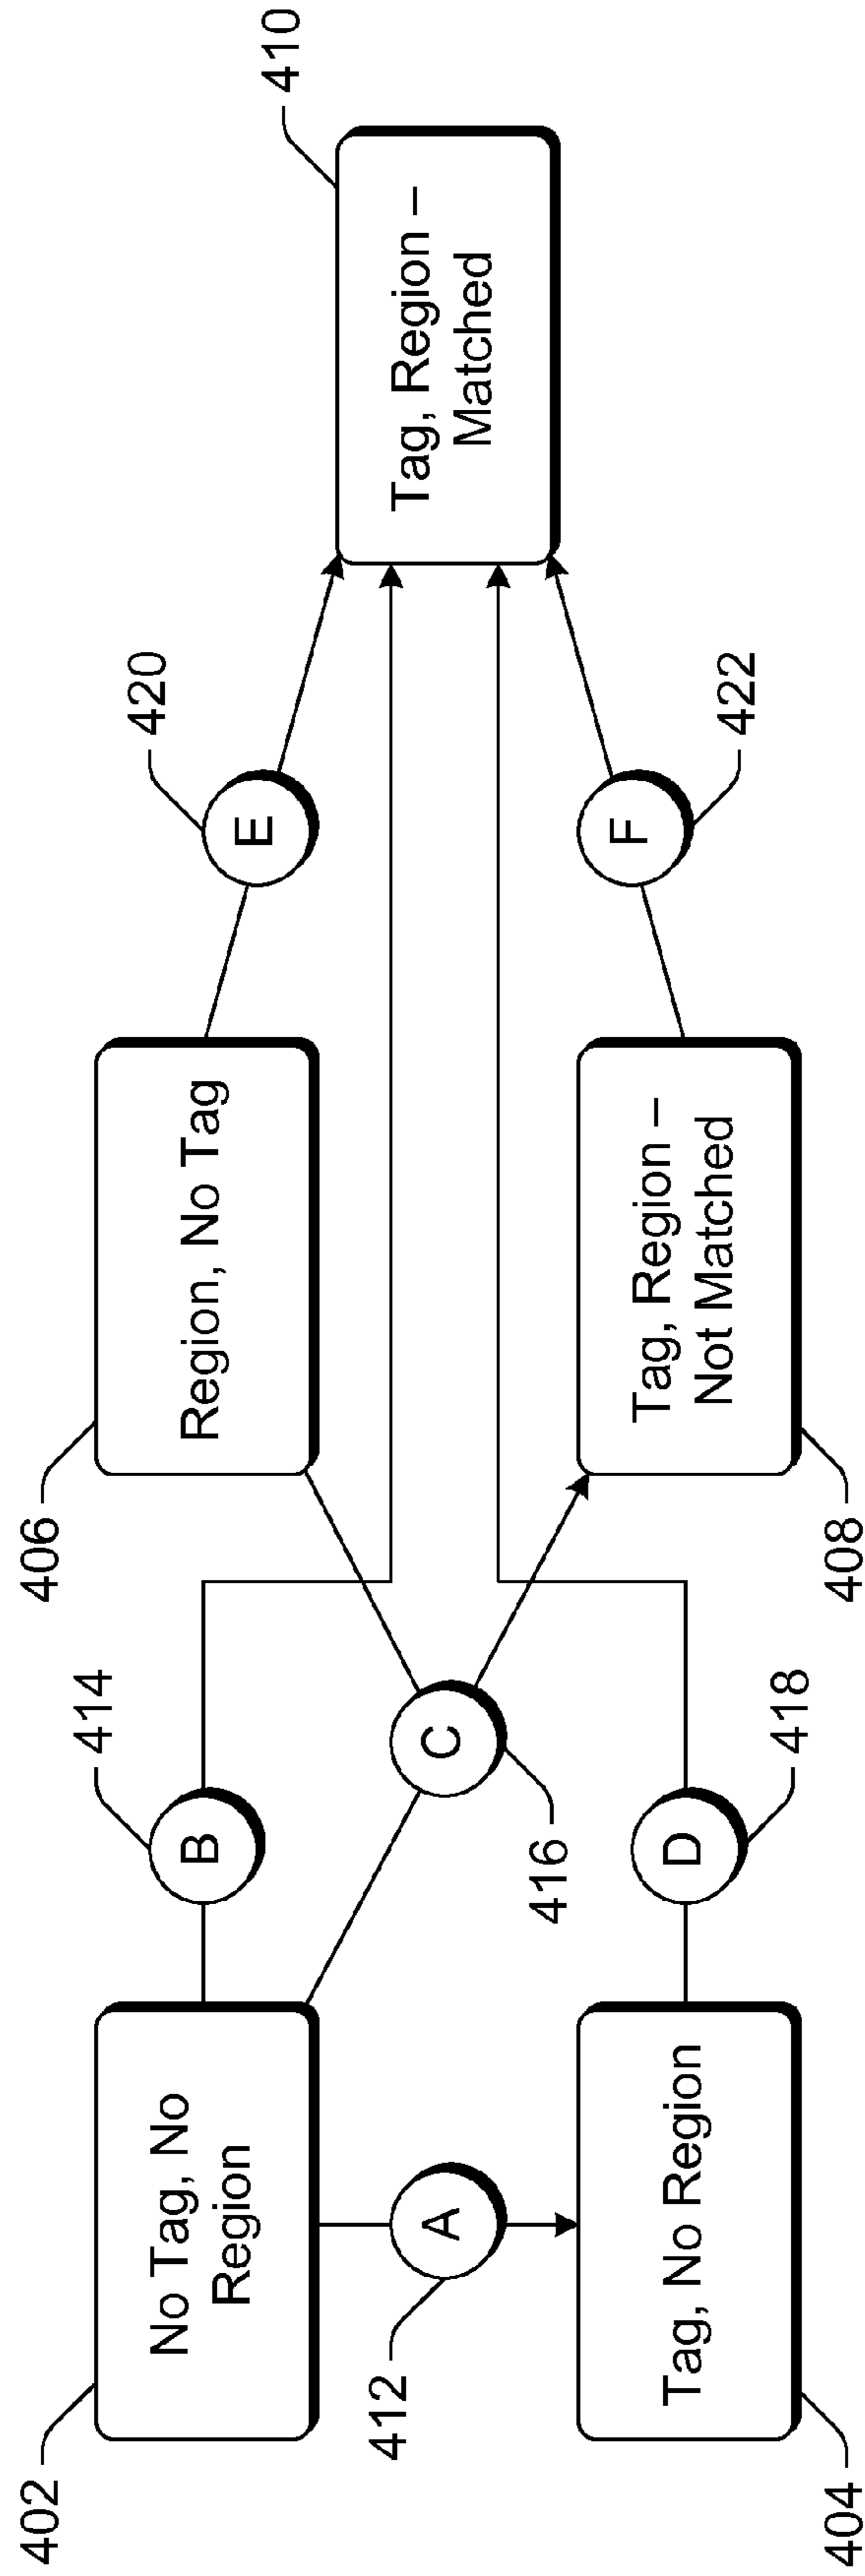 402
No Tag, No
Region
B
414
406
Region, No Tag
E
420
A
412
C
416
Tag, Region –
Matched
410
404
Tag, No Region
D
418
408
Tag, Region –
Not Matched
F
422